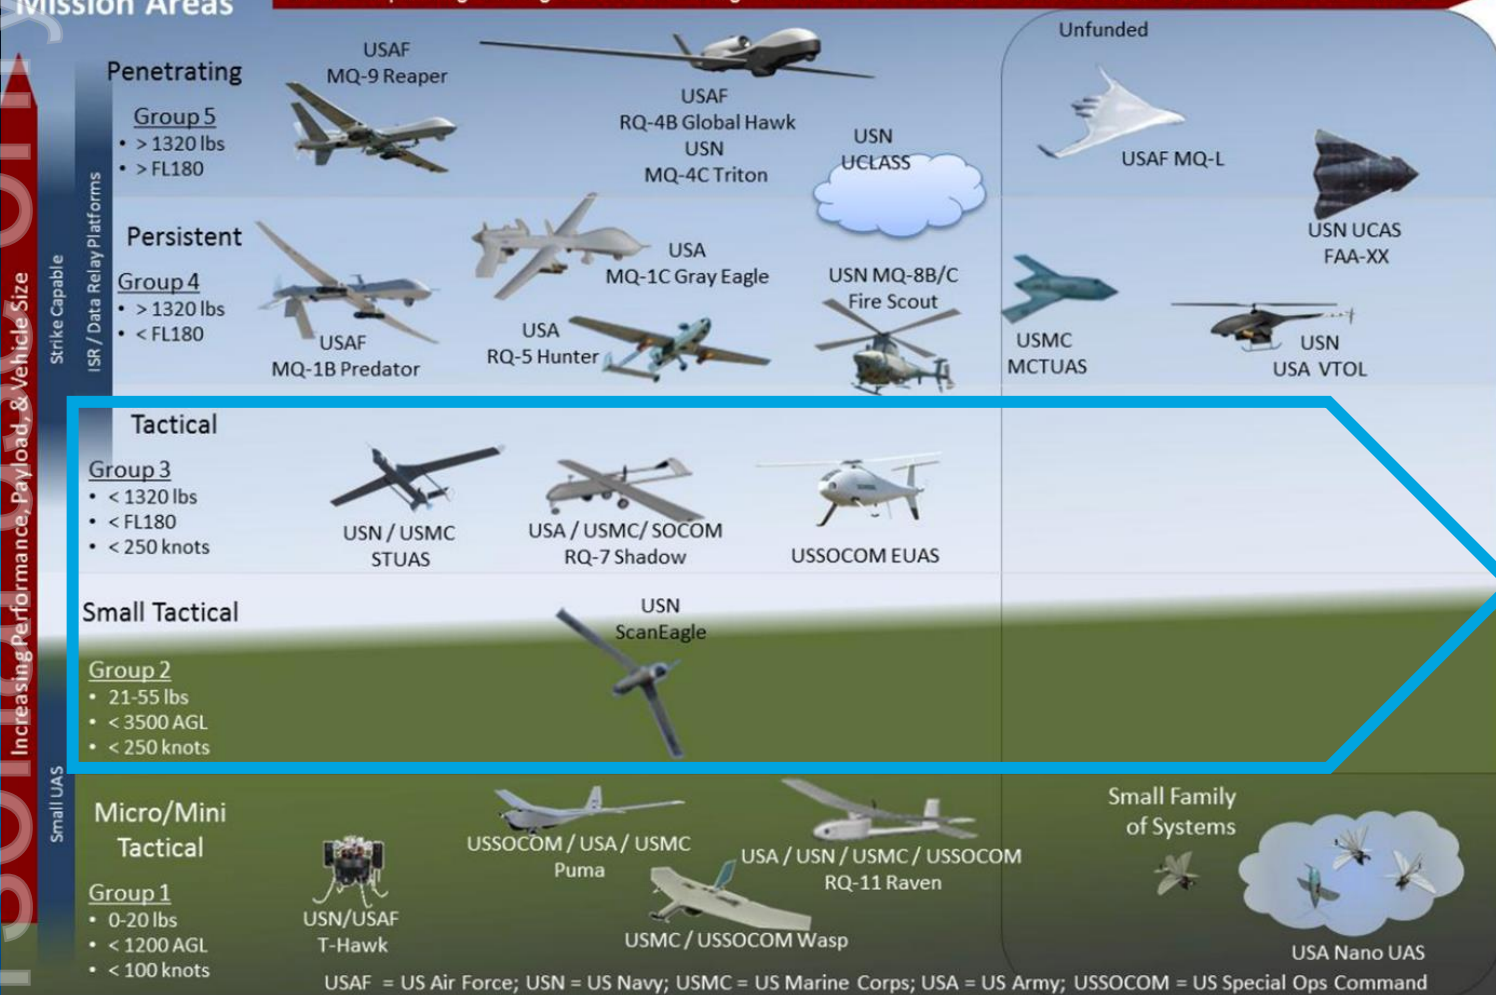 Mission Areas
Unfunded
Penetrating
Group 5
• > 1320 lbs
• > FL180
USAF
MQ-9 Reaper
USAF
RQ-4B Global Hawk
USN
MQ-4C Triton
USN
UCLASS
USAF MQ-L
USN UCAS
FAA-XX
Persistent
Group 4
• > 1320 lbs
• < FL180
USAF
MQ-1B Predator
USA
MQ-1C Gray Eagle
USA
RQ-5 Hunter
USN MQ-8B/C
Fire Scout
USMC
MCTUAS
USN
USA VTOL
Tactical
Group 3
• < 1320 lbs
• < FL180
• < 250 knots
USN / USMC
STUAS
USA / USMC/ SOCOM
RQ-7 Shadow
USSOCOM EUAS
Small Tactical
Group 2
• 21-55 lbs
• < 3500 AGL
• < 250 knots
USN
ScanEagle
Micro/Mini
Tactical
Group 1
• 0-20 lbs
• < 1200 AGL
• < 100 knots
USN/USAF
T-Hawk
USSOCOM / USA / USMC
Puma
USA / USN / USMC / USSOCOM
RQ-11 Raven
USMC / USSOCOM Wasp
Small Family
of Systems
USA Nano UAS
Increasing Performance, Payload, & Vehicle Size
Strike Capable
ISR / Data Relay Platforms
Small UAS
USAF = US Air Force; USN = US Navy; USMC = US Marine Corps; USA = US Army; USSOCOM = US Special Ops Command